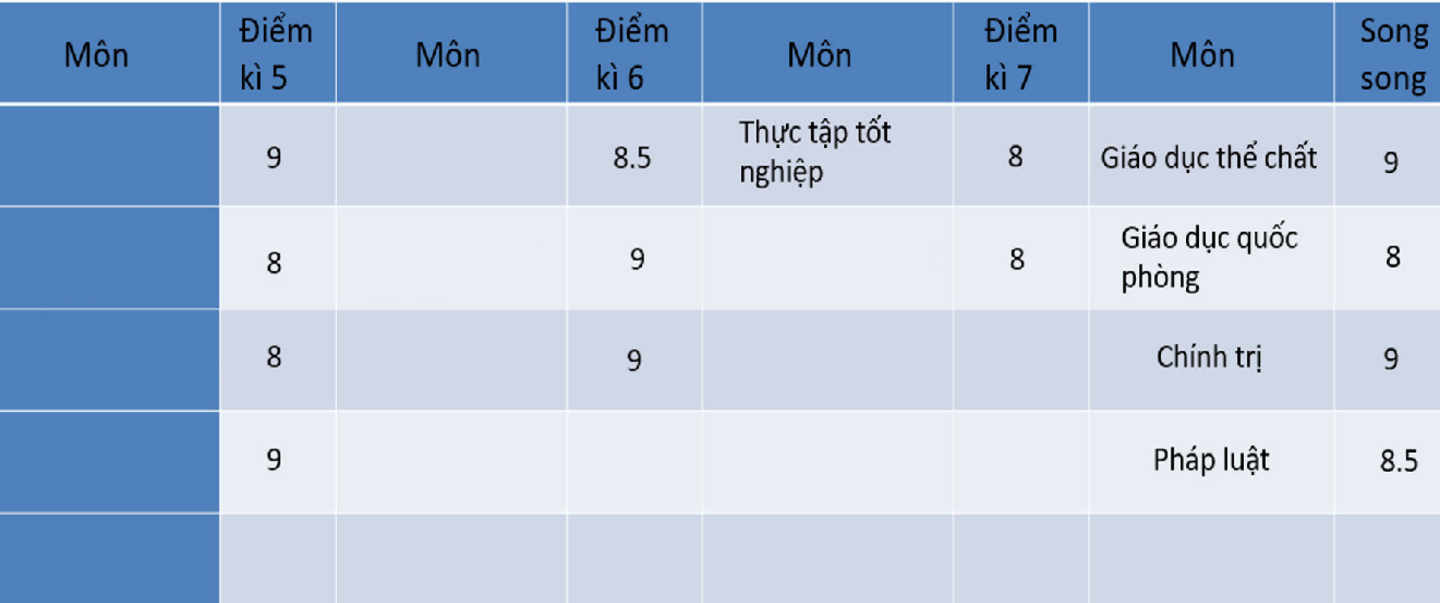 Môn
Điểm
kì 5
Môn
Điểm
kì 6
Môn
Điểm
kì 7
Môn
Song
song
9
8.5
Thực tập tốt
nghiệp
8
Giáo dục thể chất
9
8
9
8
Giáo dục quốc
phòng
8
8
9
Chính trị
9
9
Pháp luật
8.5